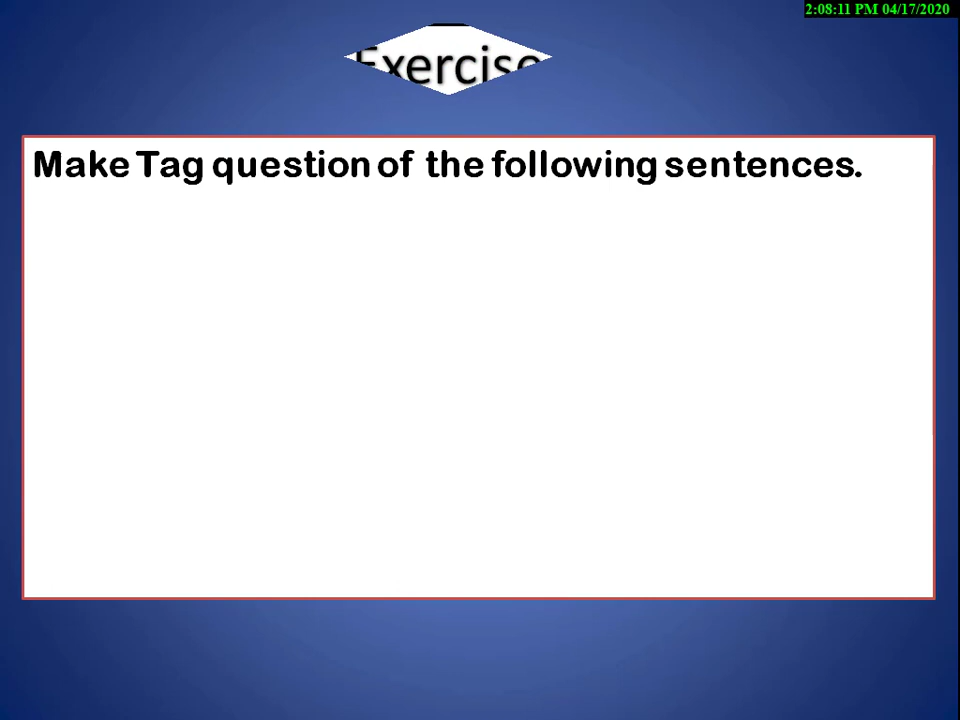 2:08:11 PM 04/17/2020
Exercise
Make Tag question of the following sentences.